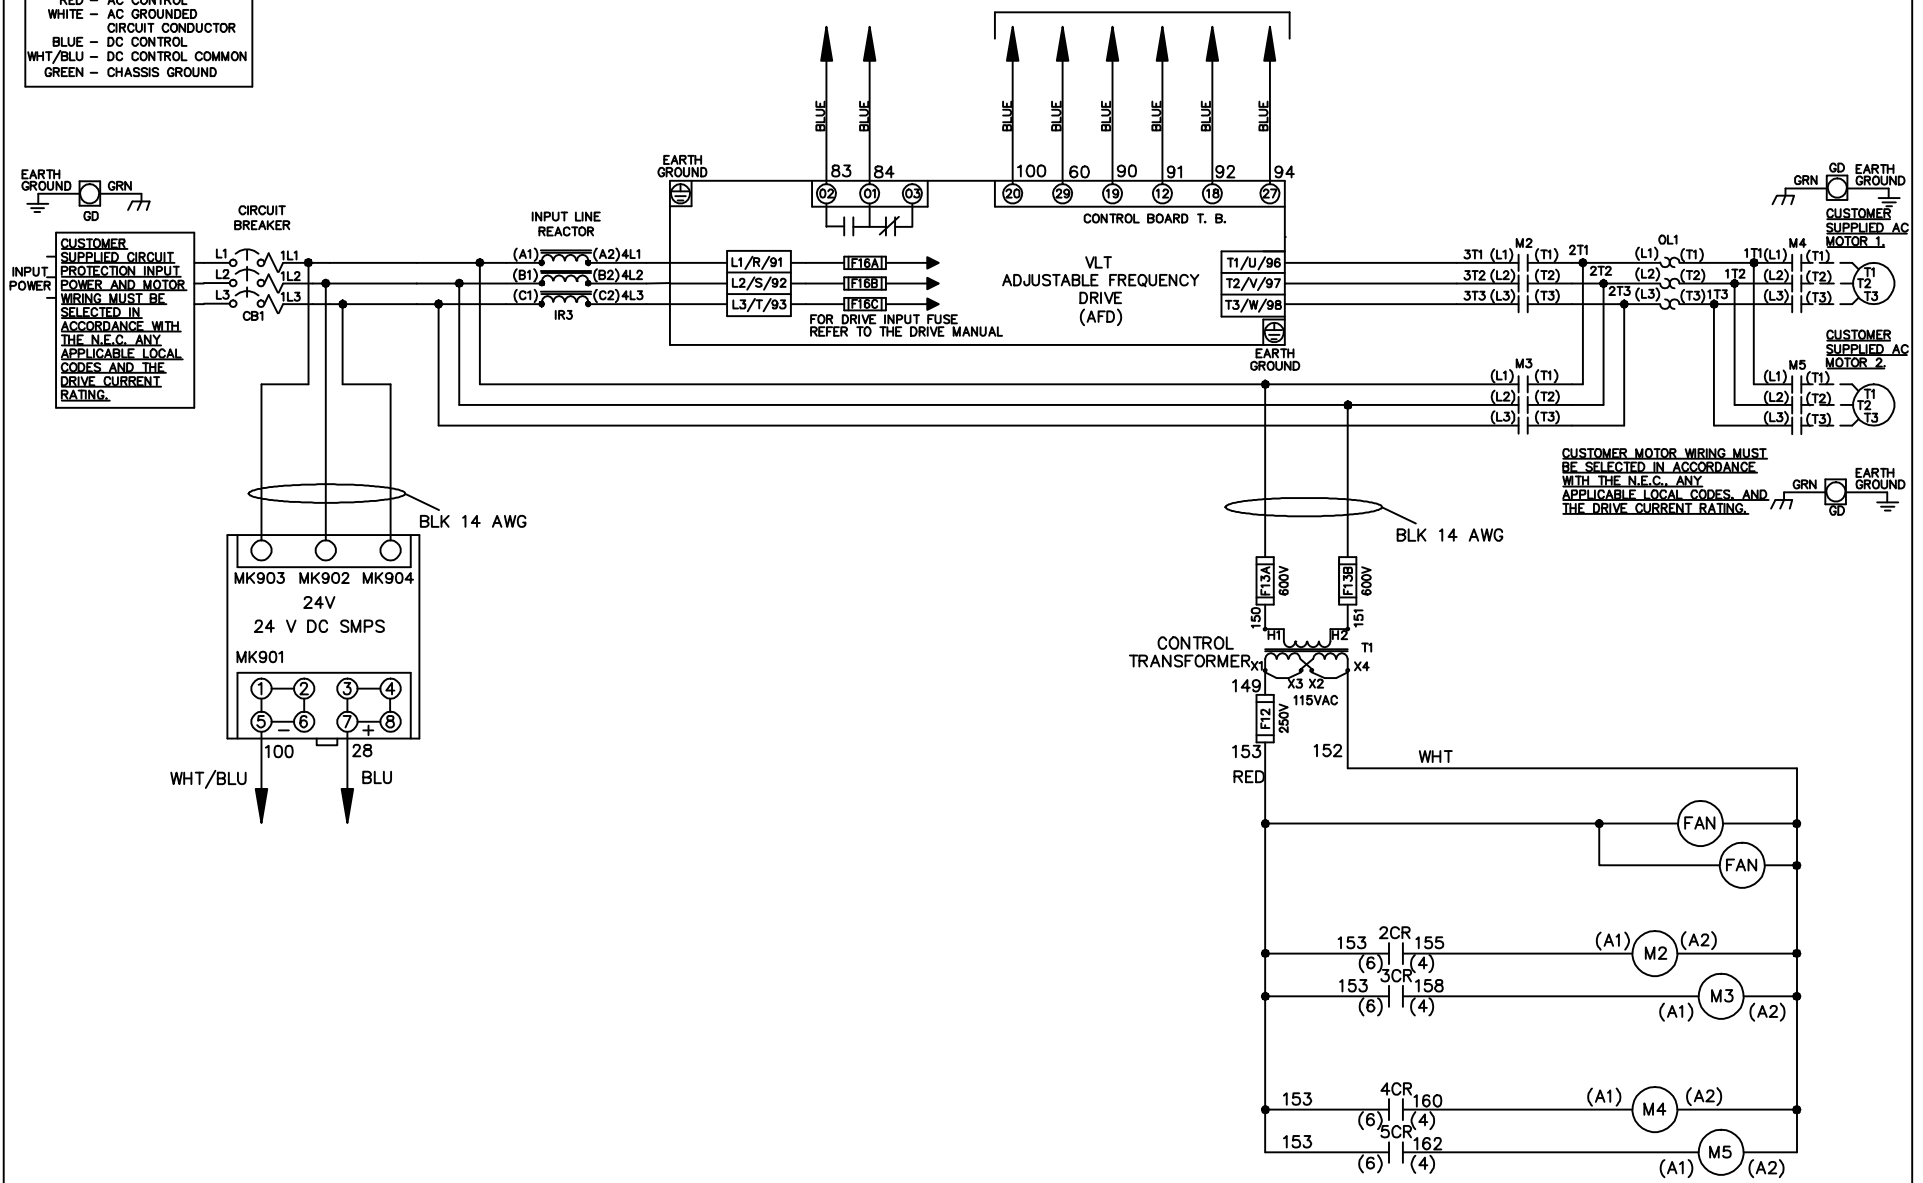 RED – AC CONTROL
WHITE – AC GROUNDED
CIRCUIT CONDUCTOR
BLUE – DC CONTROL
WHT/BLU – DC CONTROL COMMON
GREEN – CHASSIS GROUND
BLUE
BLUE
BLUE
BLUE
BLUE
BLUE
BLUE
BLUE
EARTH
GROUND
GRN
GD
CIRCUIT
BREAKER
INPUT
POWER
CUSTOMER
SUPPLIED CIRCUIT
PROTECTION INPUT
POWER AND MOTOR
WIRING MUST BE
SELECTED IN
ACCORDANCE WITH
THE N.E.C. ANY
APPLICABLE LOCAL
CODES AND THE
DRIVE CURRENT
RATING.
L1 1L1
L2 1L2
L3 1L3
CB1
INPUT LINE
REACTOR
(A1) (A2) 4L1
(B1) (B2) 4L2
(C1) (C2) 4L3
IR3
EARTH
GROUND
83 84
02 01 03
100 60 90 91 92 94
20 29 19 12 18 27
CONTROL BOARD T. B.
L1/R/91
L2/S/92
L3/T/93
F16A
F16B
F16C
FOR DRIVE INPUT FUSE
REFER TO THE DRIVE MANUAL
VLT
ADJUSTABLE FREQUENCY
DRIVE
(AFD)
T1/U/96
T2/V/97
T3/W/98
EARTH
GROUND
M2
3T1 (L1) (T1) 2T1
3T2 (L2) (T2) 2T2
3T3 (L3) (T3) 2T3
OL1
(L1) (T1) 1T1
(L2) (T2) 1T2
(L3) (T3) 1T3
M4
(L1) (T1)
(L2) (T2)
(L3) (T3)
T1
T2
T3
GRN
GD
EARTH
GROUND
CUSTOMER
SUPPLIED AC
MOTOR 1.
M3
(L1) (T1)
(L2) (T2)
(L3) (T3)
CUSTOMER
SUPPLIED AC
MOTOR 2.
M5
(L1) (T1)
(L2) (T2)
(L3) (T3)
T1
T2
T3
CUSTOMER MOTOR WIRING MUST
BE SELECTED IN ACCORDANCE
WITH THE N.E.C., ANY
APPLICABLE LOCAL CODES, AND
THE DRIVE CURRENT RATING.
GRN
GD
EARTH
GROUND
BLK 14 AWG
MK903 MK902 MK904
24V
24 V DC SMPS
MK901
1 2 3 4
5 – 6 7 + 8
100 28
WHT/BLU BLU
BLK 14 AWG
F13A 600V
F13B 600V
150 151
H1 H2
T1
CONTROL
TRANSFORMER
X1 X4
X3 X2
115VAC
149
F12 250V
153 152
RED WHT
FAN
FAN
2CR
153 155
(6) (4)
(A1) M2 (A2)
3CR
153 158
(6) (4)
(A1) M3 (A2)
4CR
153 160
(6) (4)
(A1) M4 (A2)
5CR
153 162
(6) (4)
(A1) M5 (A2)